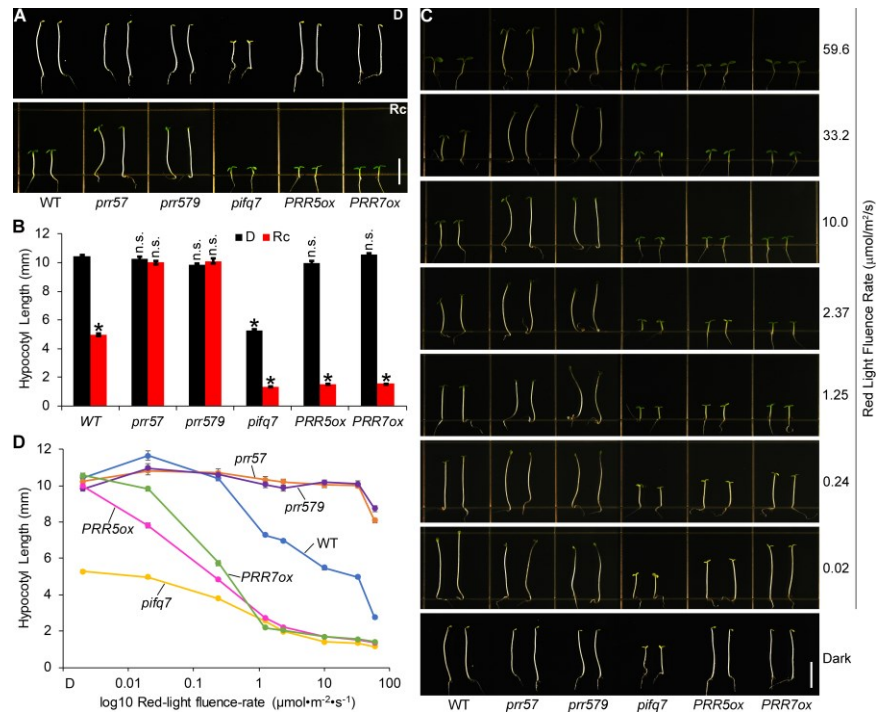 A
D
Rc
WT prr57 prr579 pifq7 PRR5ox PRR7ox
B
D Rc
Hypocotyl Length (mm)
12
10
8
6
4
2
0
* n.s. n.s. n.s. n.s. * * n.s. * n.s. *
WT prr57 prr579 pifq7 PRR5ox PRR7ox
D
Hypocotyl Length (mm)
12
10
8
6
4
2
0
prr57
prr579
PRR5ox
WT
PRR7ox
pifq7
D 0.01 0.1 1 10 100
log10 Red-light fluence-rate (μmol•m⁻²•s⁻¹)
C
59.6
33.2
10.0
2.37
1.25
0.24
0.02
Dark
Red Light Fluence Rate (μmol/m²/s)
WT prr57 prr579 pifq7 PRR5ox PRR7ox